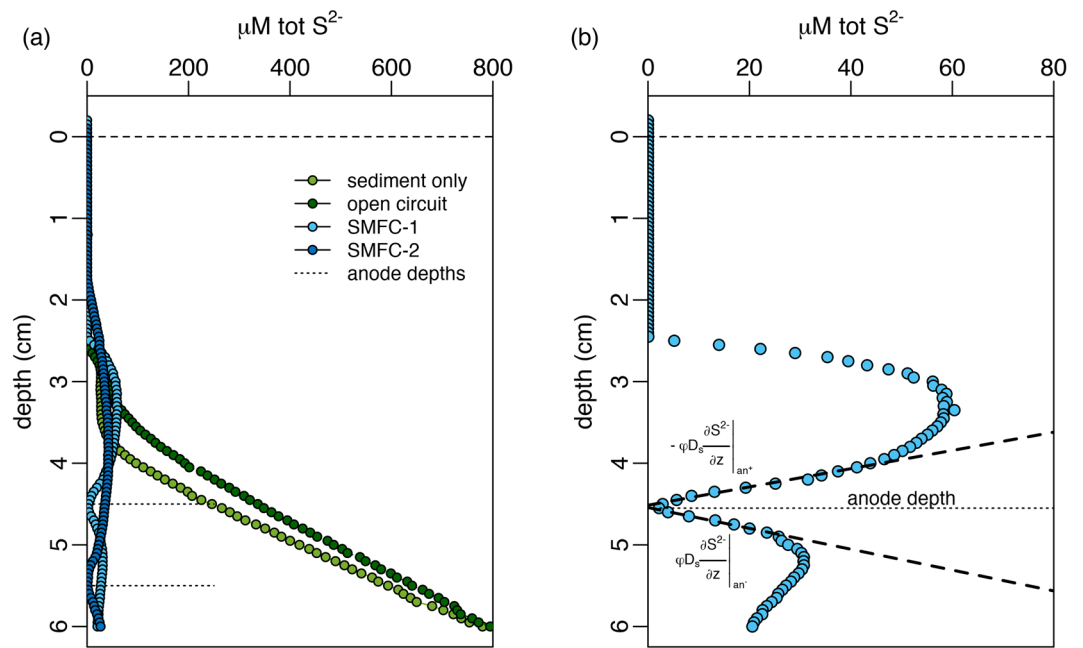 (a)
μM tot S²⁻
0 200 400 600 800
depth (cm)
0
1
2
3
4
5
6
sediment only
open circuit
SMFC-1
SMFC-2
anode depths
(b)
μM tot S²⁻
0 20 40 60 80
depth (cm)
0
1
2
3
4
5
6
- φDₛ ∂S²⁻/∂z |an⁺
anode depth
φDₛ ∂S²⁻/∂z |an⁻